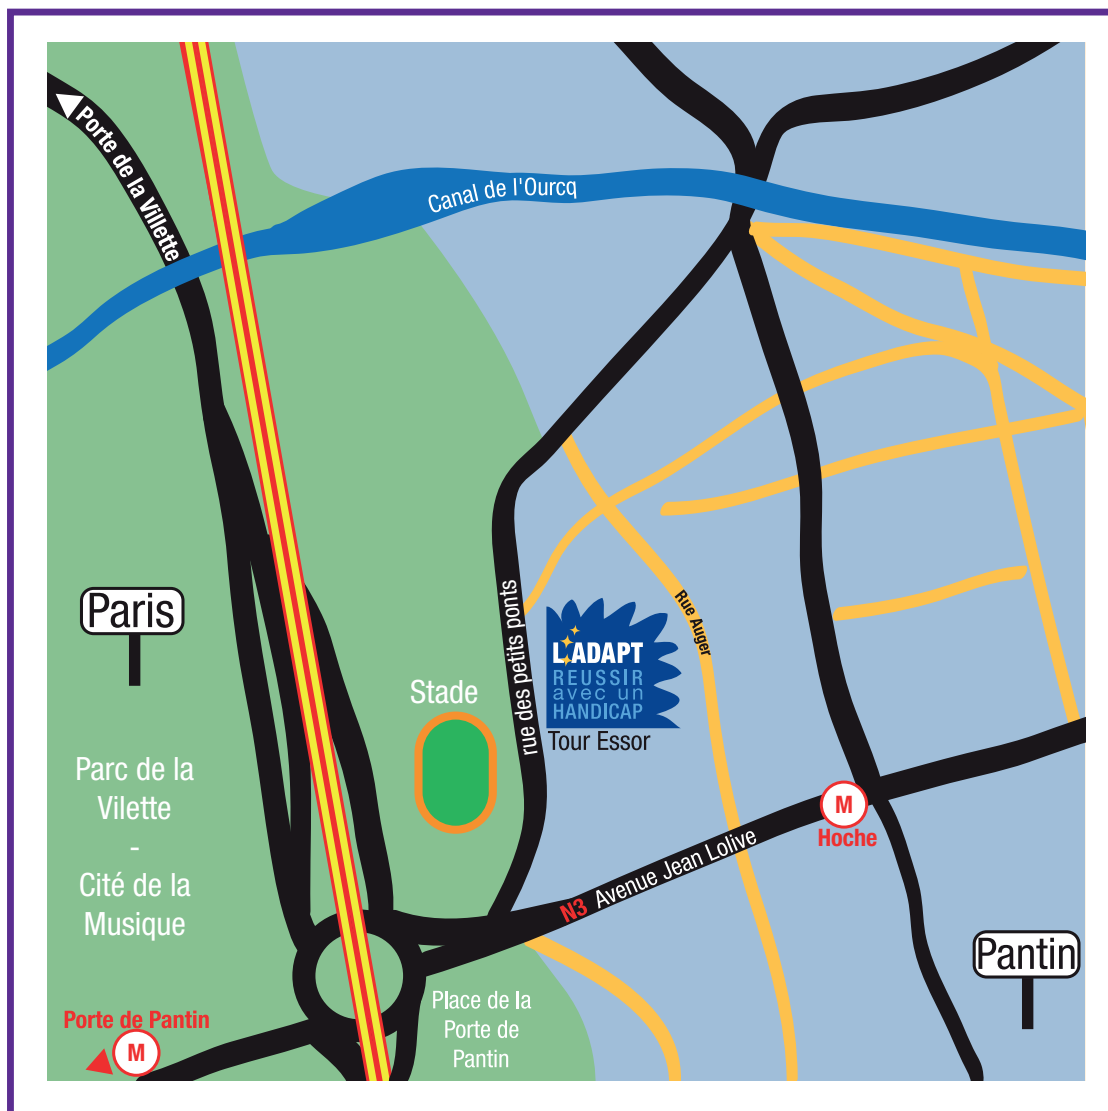 Porte de la Villette
Canal de l'Ourcq
Paris
rue des petits ponts
Rue Auger
L'ADAPT
REUSSIR
avec un
HANDICAP
Tour Essor
Stade
Parc de la
Vilette
-
Cité de la
Musique
M
Hoche
N3 Avenue Jean Lolive
Pantin
Place de la
Porte de
Pantin
Porte de Pantin
M